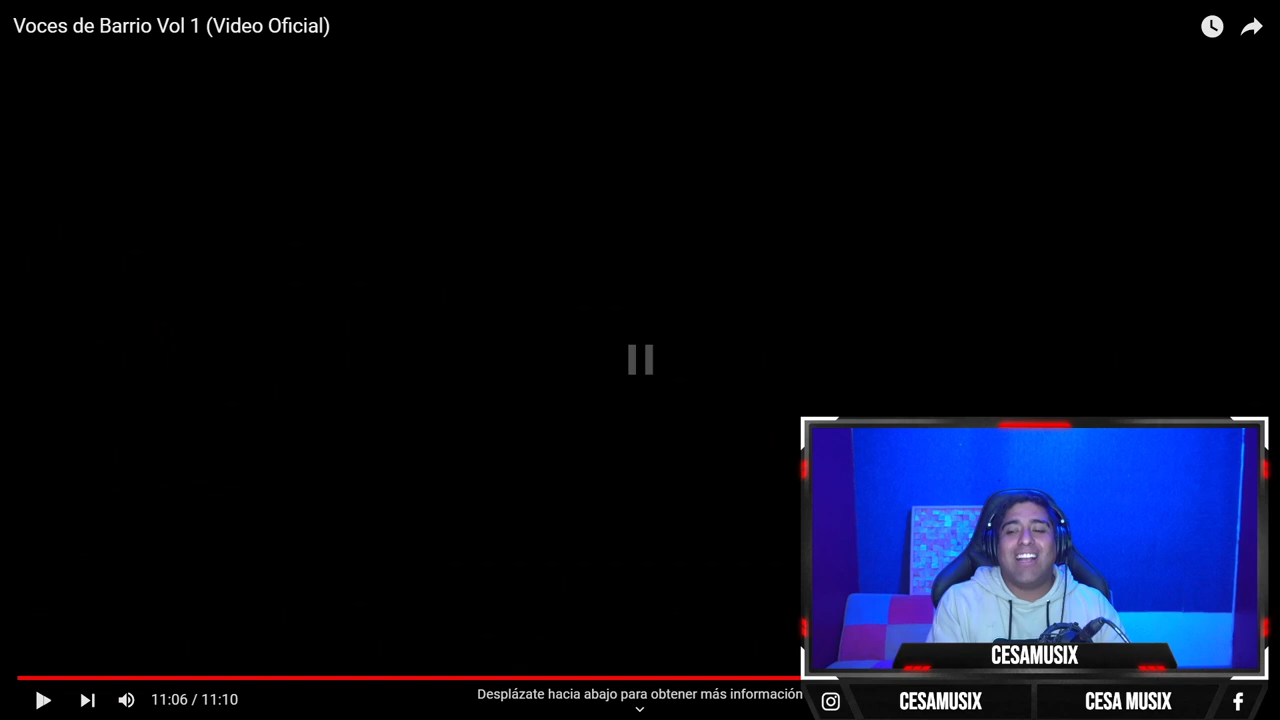 Voces de Barrio Vol 1 (Video Oficial)
CESAMUSIX
11:06 / 11:10
Desplázate hacia abajo para obtener más información
CESAMUSIX
CESA MUSIX